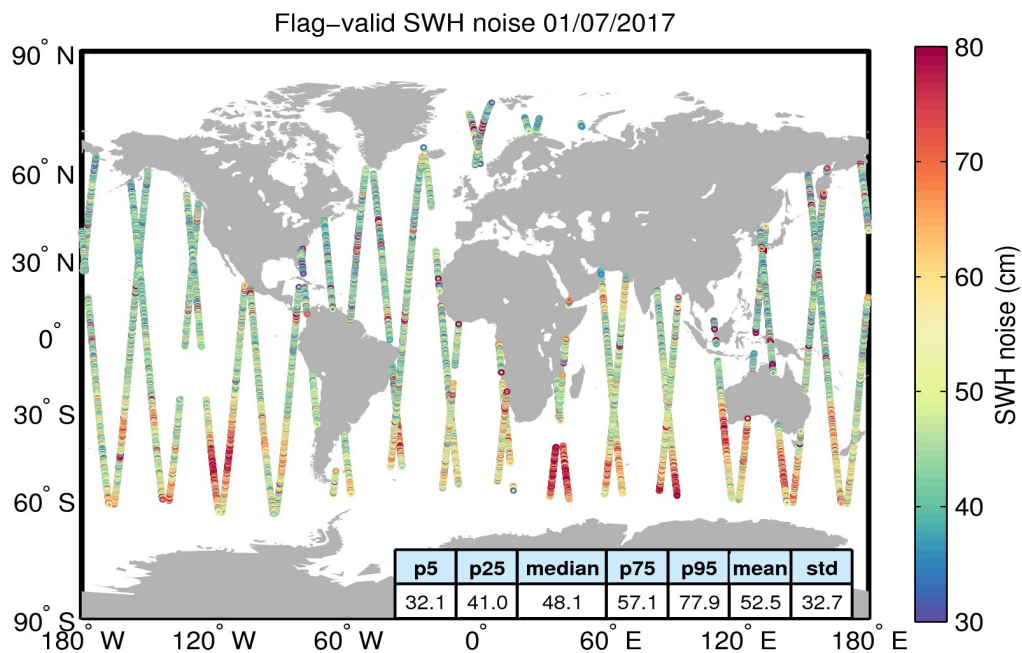 Flag−valid SWH noise 01/07/2017
90° N
60° N
30° N
0°
30° S
60° S
90° S
180° W
120° W
60° W
0°
60° E
120° E
180° E
p5 p25 median p75 p95 mean std
32.1 41.0 48.1 57.1 77.9 52.5 32.7
80
70
60
50
40
30
SWH noise (cm)